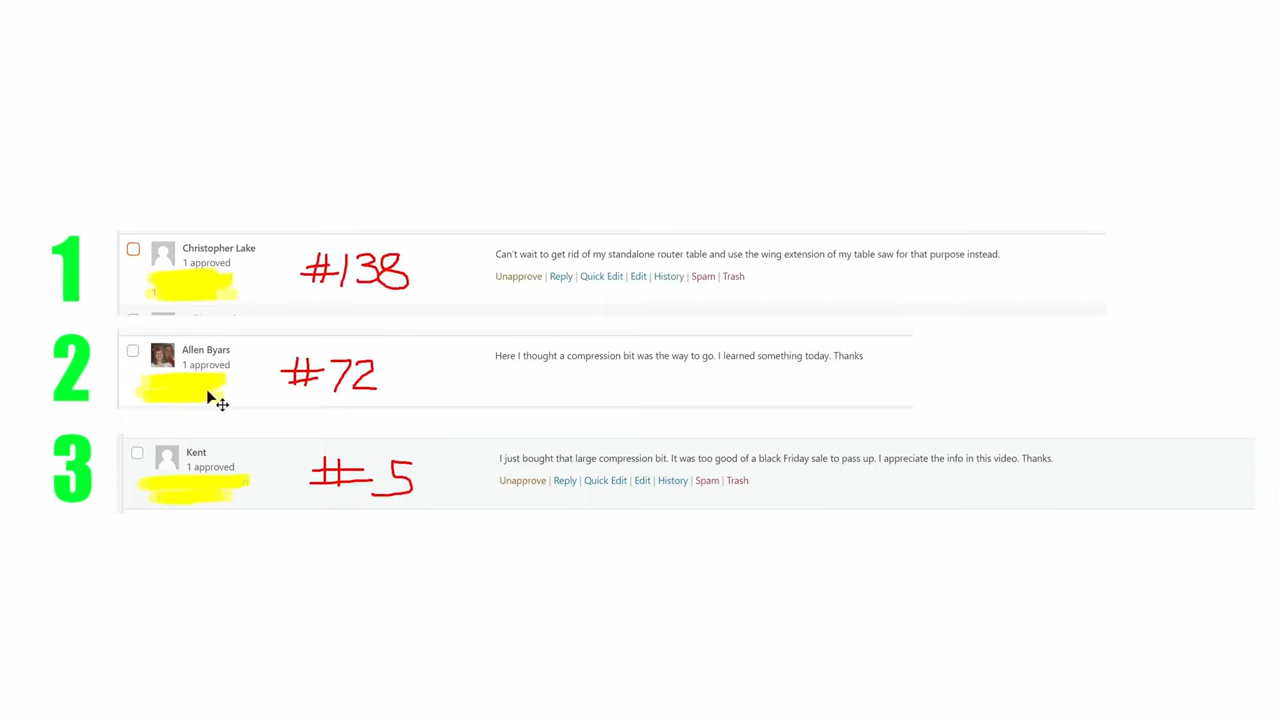 1
Christopher Lake
1 approved
#138
Can't wait to get rid of my standalone router table and use the wing extension of my table saw for that purpose instead.
Unapprove | Reply | Quick Edit | Edit | History | Spam | Trash
2
Allen Byars
1 approved
#72
Here I thought a compression bit was the way to go. I learned something today. Thanks
3
Kent
1 approved
#5
I just bought that large compression bit. It was too good of a black Friday sale to pass up. I appreciate the info in this video. Thanks.
Unapprove | Reply | Quick Edit | Edit | History | Spam | Trash